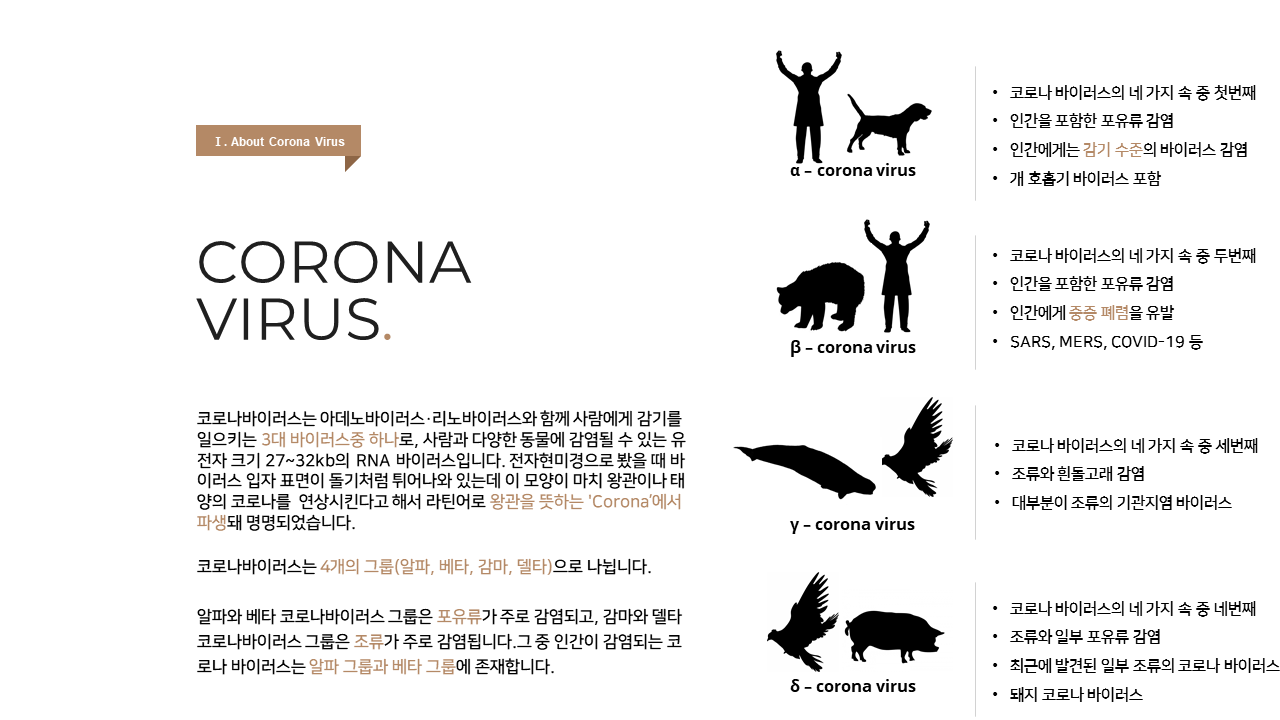 I. About Corona Virus
CORONA
VIRUS.
코로나바이러스는 아데노바이러스·리노바이러스와 함께 사람에게 감기를
일으키는 3대 바이러스중 하나로, 사람과 다양한 동물에 감염될 수 있는 유
전자 크기 27~32kb의 RNA 바이러스입니다. 전자현미경으로 봤을 때 바
이러스 입자 표면이 돌기처럼 튀어나와 있는데 이 모양이 마치 왕관이나 태
양의 코로나를 연상시킨다고 해서 라틴어로 왕관을 뜻하는 'Corona'에서
파생돼 명명되었습니다.
코로나바이러스는 4개의 그룹(알파, 베타, 감마, 델타)으로 나뉩니다.
알파와 베타 코로나바이러스 그룹은 포유류가 주로 감염되고, 감마와 델타
코로나바이러스 그룹은 조류가 주로 감염됩니다.그 중 인간이 감염되는 코
로나 바이러스는 알파 그룹과 베타 그룹에 존재합니다.
α – corona virus
• 코로나 바이러스의 네 가지 속 중 첫번째
• 인간을 포함한 포유류 감염
• 인간에게는 감기 수준의 바이러스 감염
• 개 호흡기 바이러스 포함
β – corona virus
• 코로나 바이러스의 네 가지 속 중 두번째
• 인간을 포함한 포유류 감염
• 인간에게 중증 폐렴을 유발
• SARS, MERS, COVID-19 등
γ – corona virus
• 코로나 바이러스의 네 가지 속 중 세번째
• 조류와 흰돌고래 감염
• 대부분이 조류의 기관지염 바이러스
δ – corona virus
• 코로나 바이러스의 네 가지 속 중 네번째
• 조류와 일부 포유류 감염
• 최근에 발견된 일부 조류의 코로나 바이러스
• 돼지 코로나 바이러스